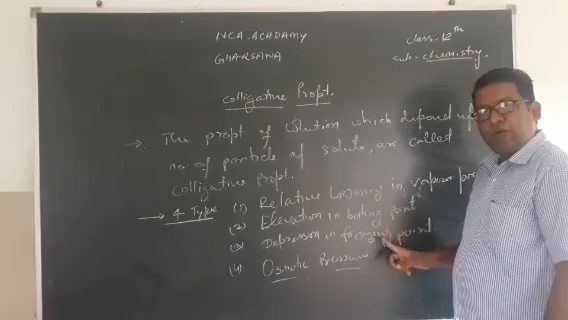 NCA. ACADAMY
GHARSANA
class. 12th
sub- chemistry.
Colligative Propt.
→ The propt of solution which depend up
no. of particle of solute, are called
Colligative Propt.
→ 4 Type (1) Relative Lowering in vapour pre
(2) Elevation in boiling point
(3) Depression in freezing point.
(4) Osmotic Pressure